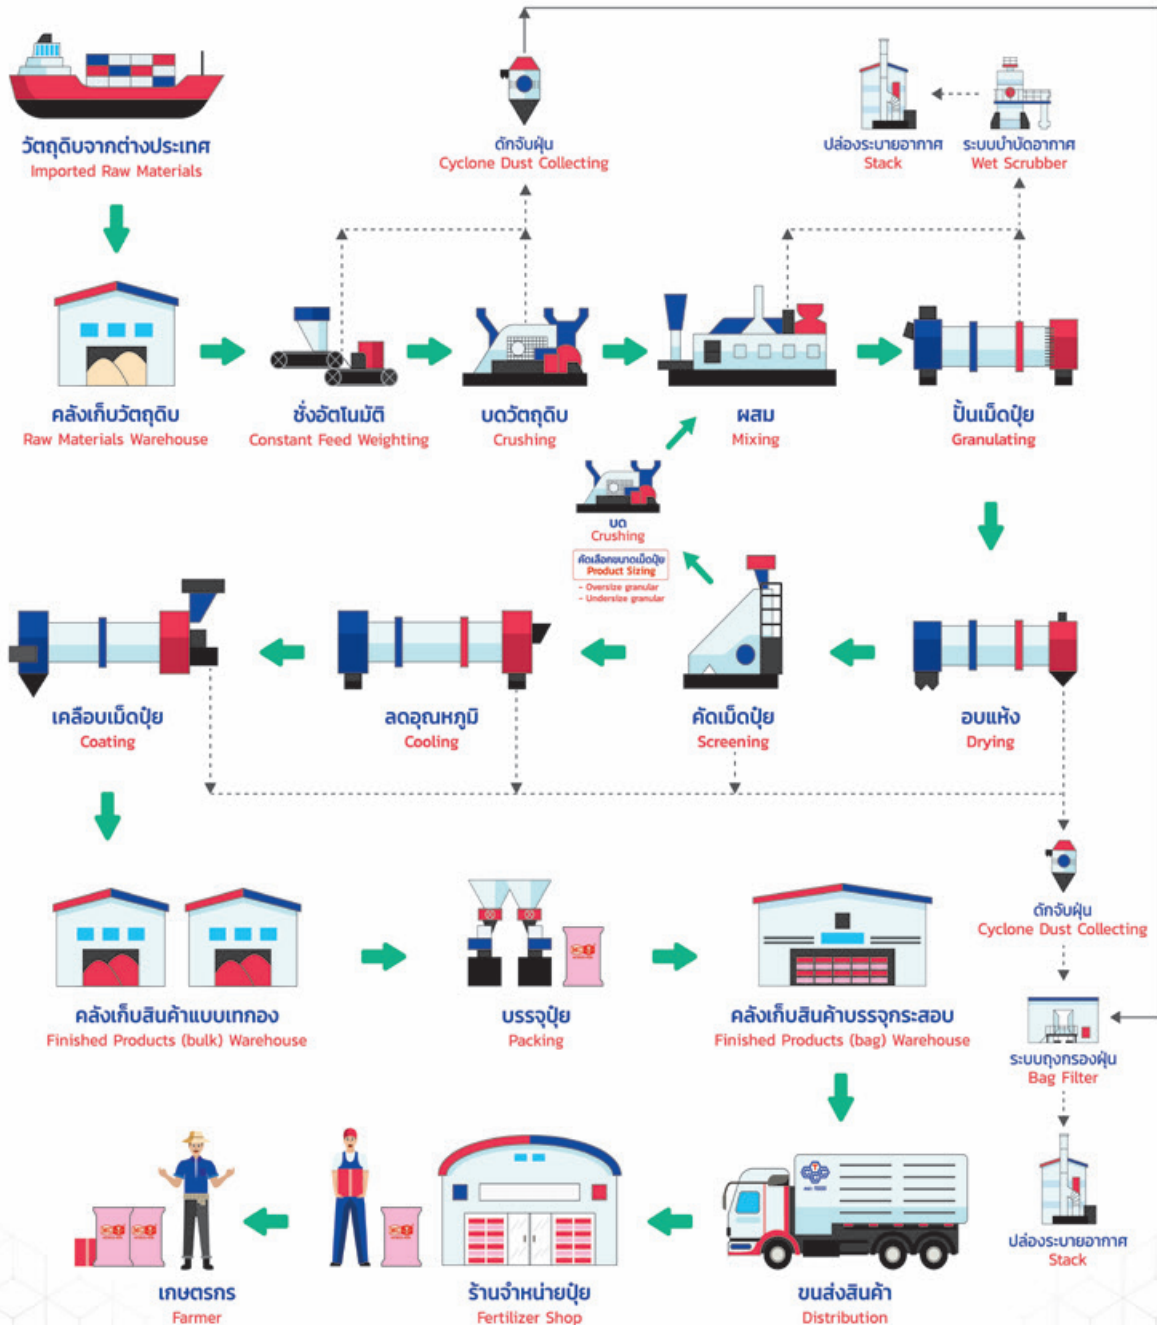 วัตถุดิบจากต่างประเทศ
Imported Raw Materials
ดักจับฝุ่น
Cyclone Dust Collecting
ปล่องระบายอากาศ
Stack
ระบบบำบัดอากาศ
Wet Scrubber
คลังเก็บวัตถุดิบ
Raw Materials Warehouse
ชั่งอัตโนมัติ
Constant Feed Weighting
บดวัตถุดิบ
Crushing
ผสม
Mixing
ปั้นเม็ดปุ๋ย
Granulating
บด
Crushing
คัดเลือกขนาดเม็ดปุ๋ย
Product Sizing
- Oversize granular
- Undersize granular
เคลือบเม็ดปุ๋ย
Coating
ลดอุณหภูมิ
Cooling
คัดเม็ดปุ๋ย
Screening
อบแห้ง
Drying
ดักจับฝุ่น
Cyclone Dust Collecting
คลังเก็บสินค้าแบบเทกอง
Finished Products (bulk) Warehouse
บรรจุปุ๋ย
Packing
คลังเก็บสินค้าบรรจุกระสอบ
Finished Products (bag) Warehouse
ระบบถุงกรองฝุ่น
Bag Filter
ปล่องระบายอากาศ
Stack
เกษตรกร
Farmer
ร้านจำหน่ายปุ๋ย
Fertilizer Shop
ขนส่งสินค้า
Distribution